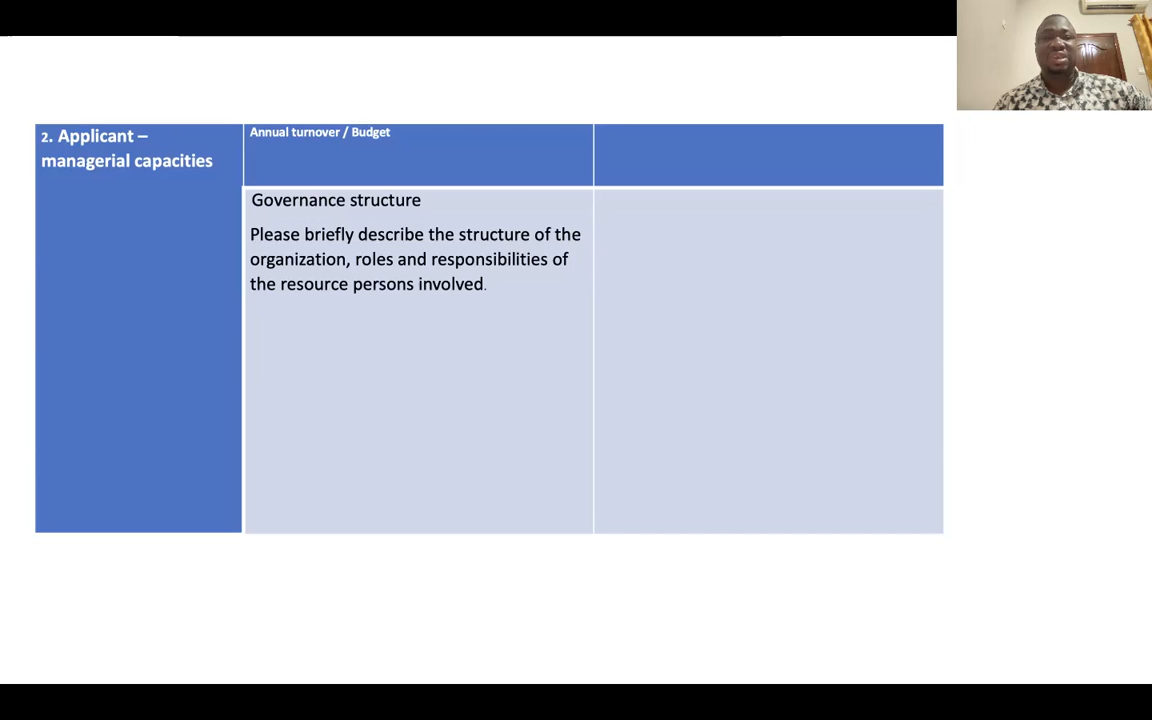 2. Applicant –
managerial capacities
Annual turnover / Budget
Governance structure
Please briefly describe the structure of the
organization, roles and responsibilities of
the resource persons involved.